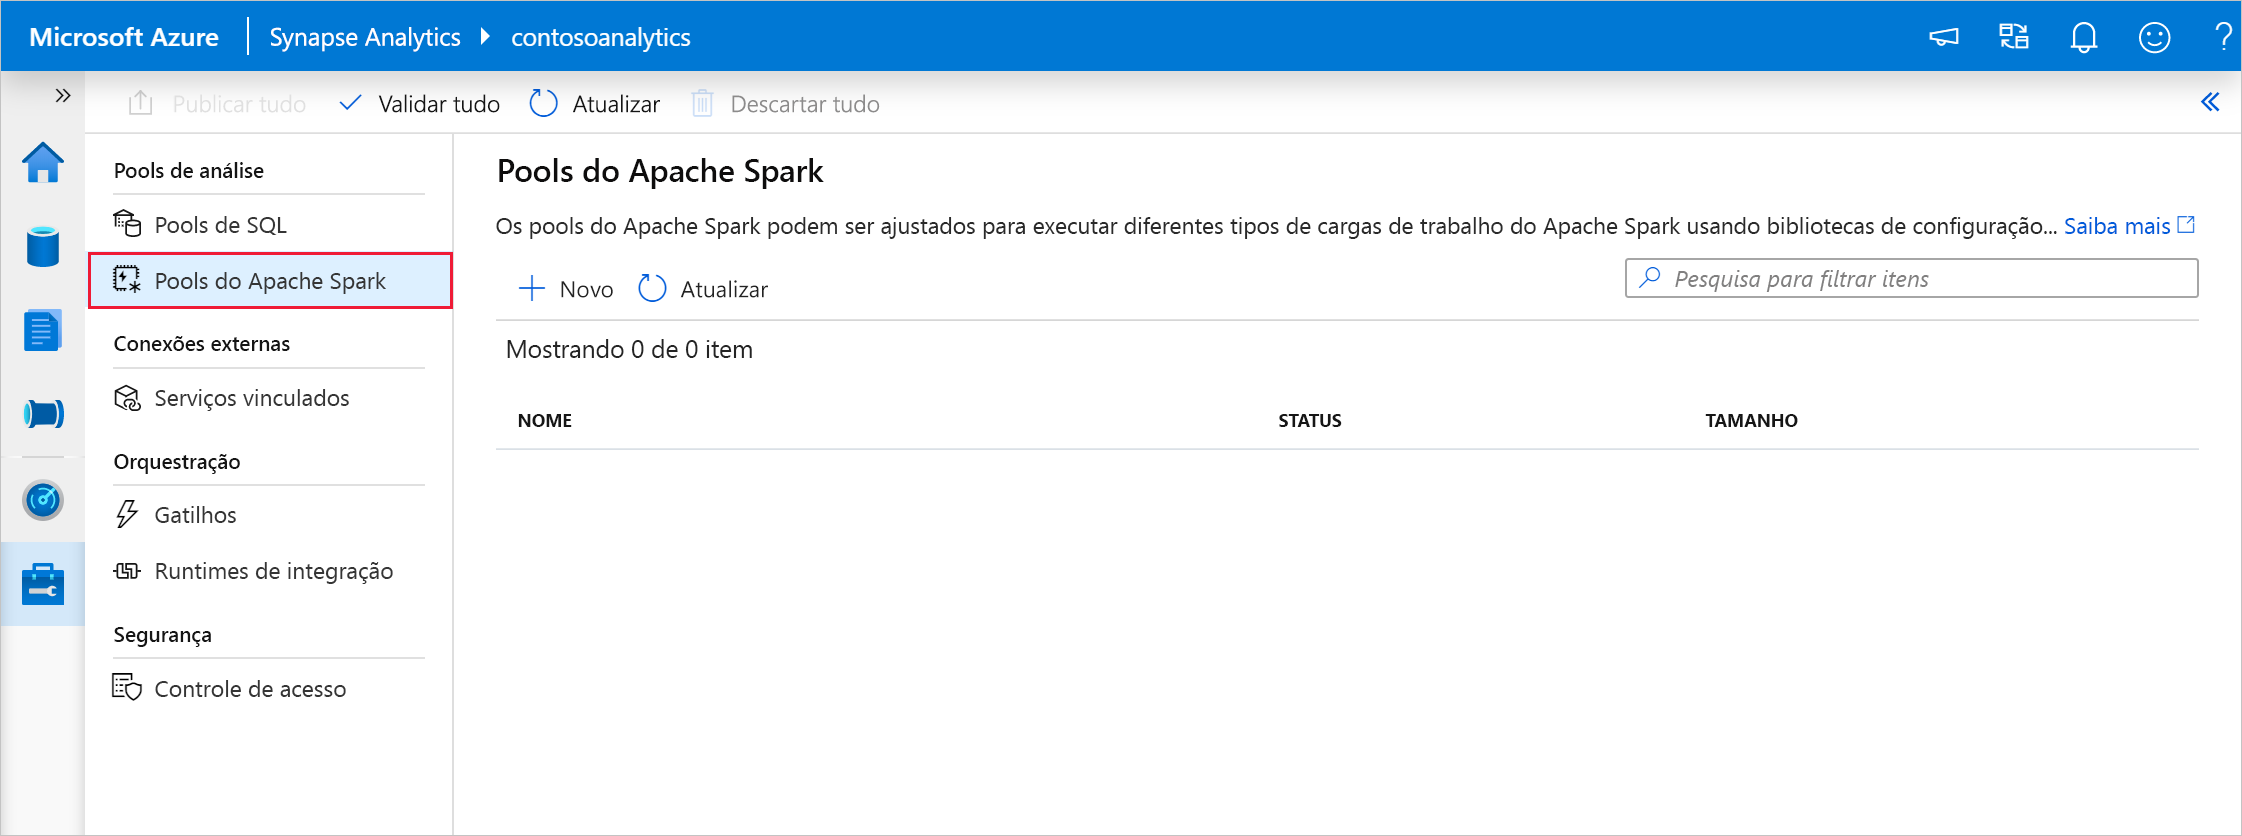 Microsoft Azure
Synapse Analytics
contosoanalytics
?
Publicar tudo
Validar tudo
Atualizar
Descartar tudo
Pools de análise
Pools de SQL
Pools do Apache Spark
Conexões externas
Serviços vinculados
Orquestração
Gatilhos
Runtimes de integração
Segurança
Controle de acesso
Pools do Apache Spark
Os pools do Apache Spark podem ser ajustados para executar diferentes tipos de cargas de trabalho do Apache Spark usando bibliotecas de configuração... Saiba mais
Novo
Atualizar
Pesquisa para filtrar itens
Mostrando 0 de 0 item
NOME
STATUS
TAMANHO